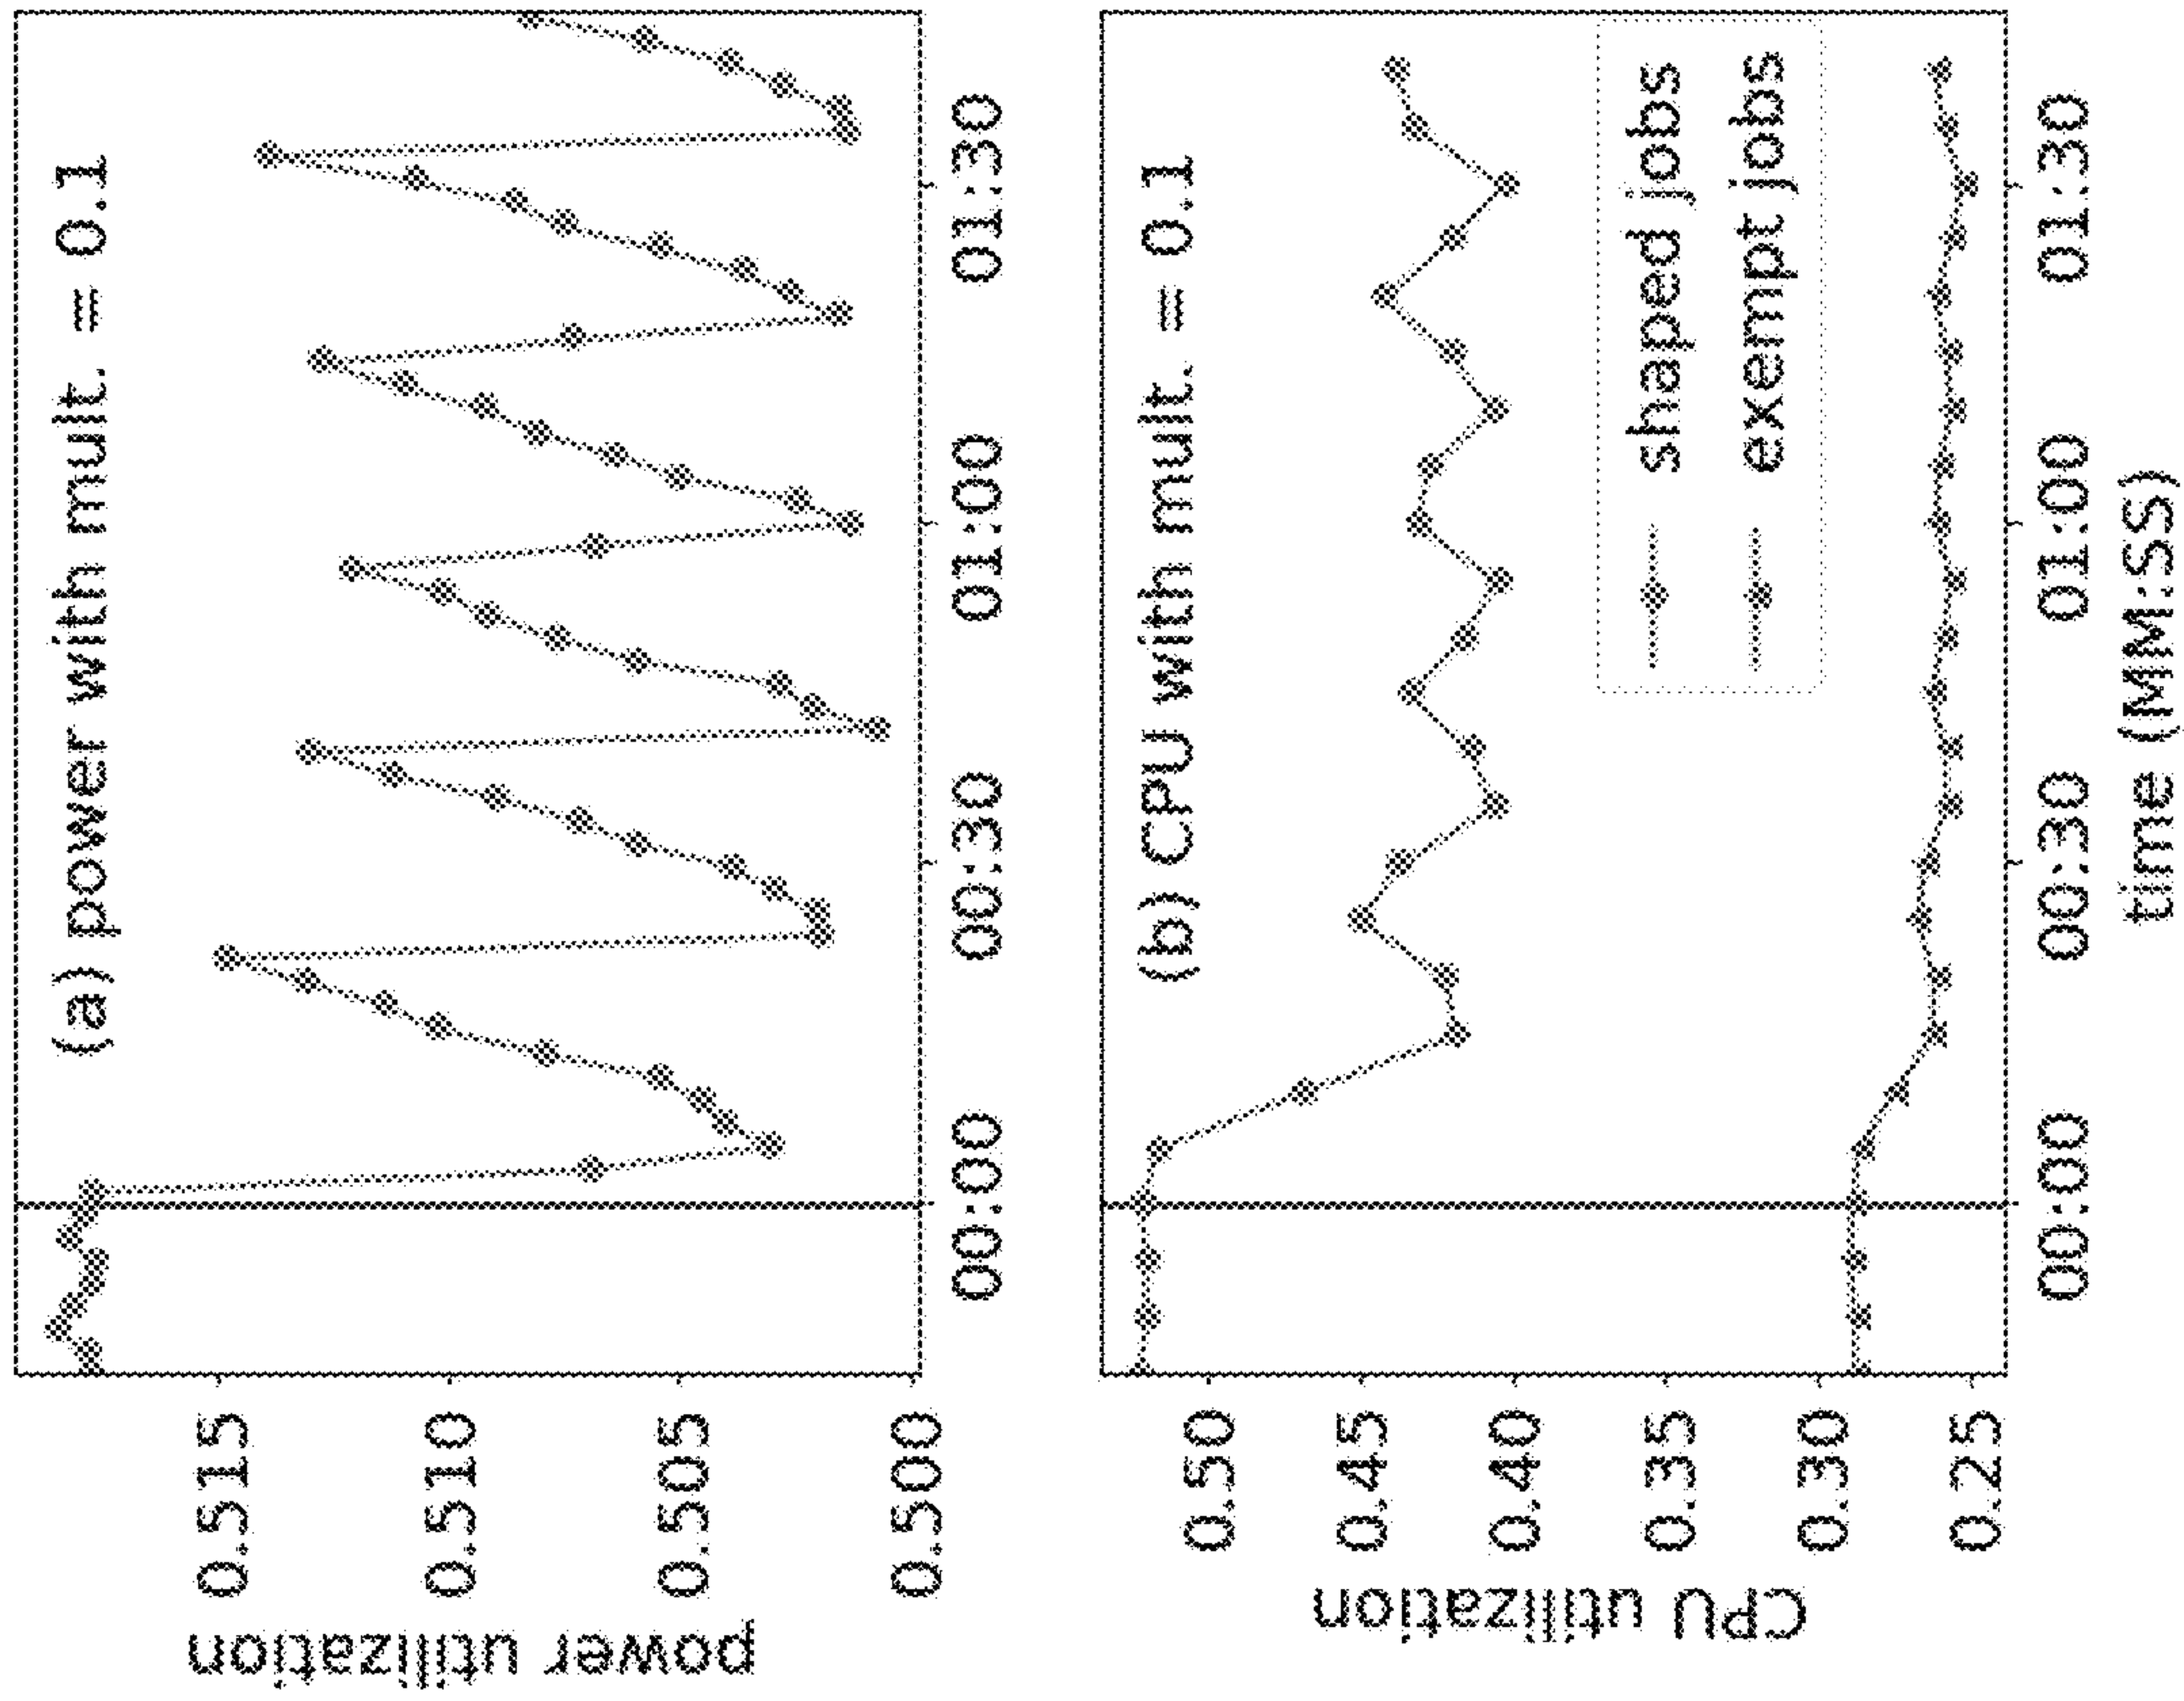 (a) power with mult. = 0.1
power utilization
0.515
0.510
0.505
0.500
00:00
00:30
01:00
01:30
(b) CPU with mult. = 0.1
CPU utilization
0.50
0.45
0.40
0.35
0.30
0.25
shaped jobs
exempt jobs
00:00
00:30
01:00
01:30
time (MM:SS)